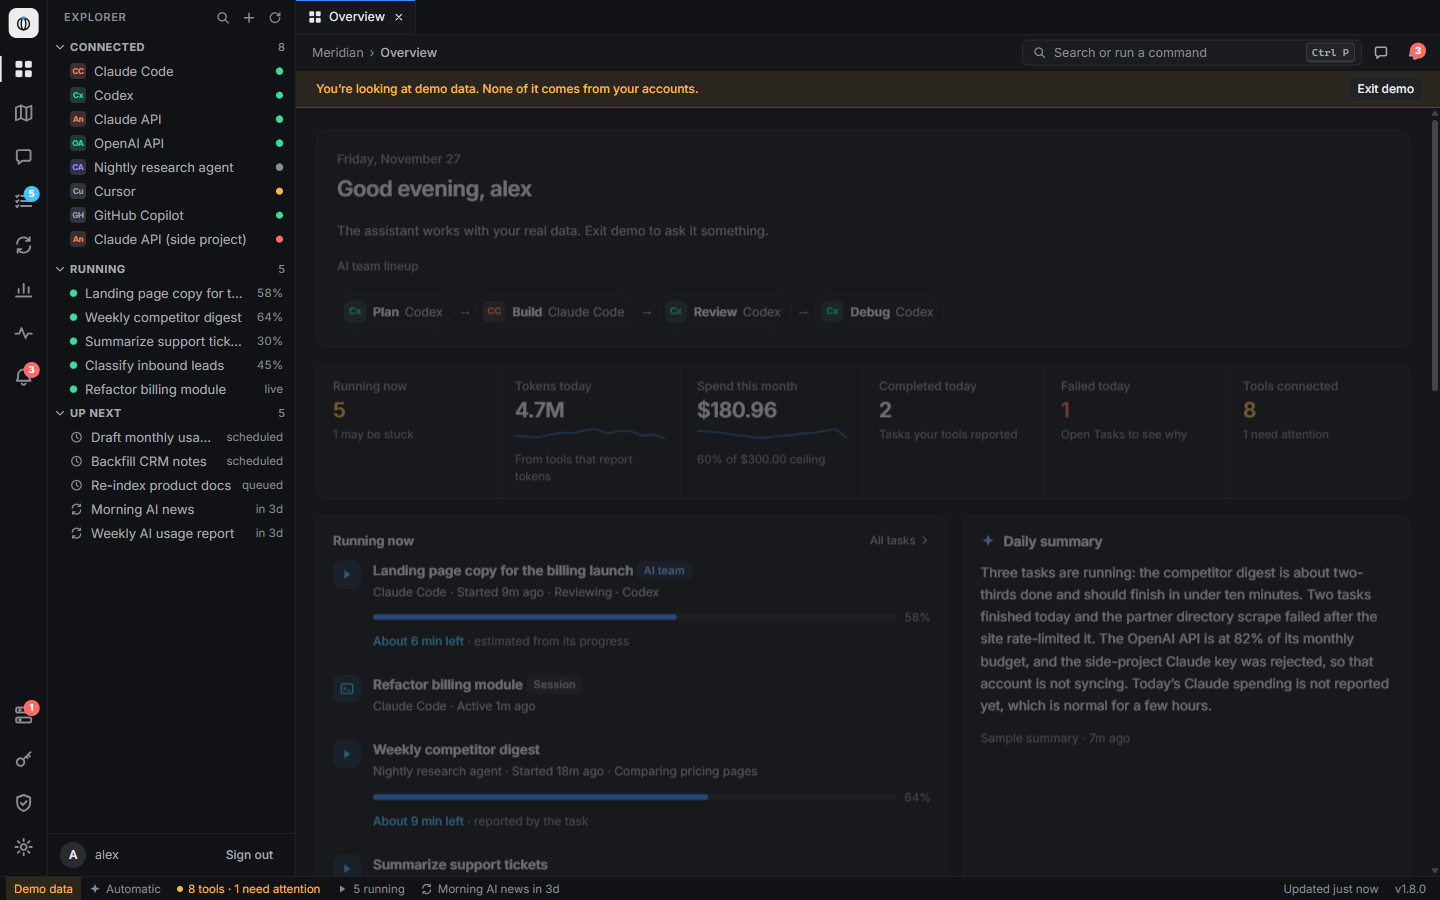 EXPLORER
CONNECTED 8
CC Claude Code
Cx Codex
An Claude API
OA OpenAI API
CA Nightly research agent
Cu Cursor
GH GitHub Copilot
An Claude API (side project)
RUNNING 5
Landing page copy for t... 58%
Weekly competitor digest 64%
Summarize support tick... 30%
Classify inbound leads 45%
Refactor billing module live
UP NEXT 5
Draft monthly usa... scheduled
Backfill CRM notes scheduled
Re-index product docs queued
Morning AI news in 3d
Weekly AI usage report in 3d
5
3
1
A alex Sign out
Overview
Meridian › Overview
Search or run a command Ctrl P
3
You're looking at demo data. None of it comes from your accounts. Exit demo
Friday, November 27
Good evening, alex
The assistant works with your real data. Exit demo to ask it something.
AI team lineup
Cx Plan Codex → CC Build Claude Code → Cx Review Codex → Cx Debug Codex
Running now
5
1 may be stuck
Tokens today
4.7M
From tools that report
tokens
Spend this month
$180.96
60% of $300.00 ceiling
Completed today
2
Tasks your tools reported
Failed today
1
Open Tasks to see why
Tools connected
8
1 need attention
Running now All tasks
Landing page copy for the billing launch AI team
Claude Code · Started 9m ago · Reviewing · Codex
58%
About 6 min left · estimated from its progress
Refactor billing module Session
Claude Code · Active 1m ago
Weekly competitor digest
Nightly research agent · Started 18m ago · Comparing pricing pages
64%
About 9 min left · reported by the task
Summarize support tickets
Daily summary
Three tasks are running: the competitor digest is about two-
thirds done and should finish in under ten minutes. Two tasks
finished today and the partner directory scrape failed after the
site rate-limited it. The OpenAI API is at 82% of its monthly
budget, and the side-project Claude key was rejected, so that
account is not syncing. Today's Claude spending is not reported
yet, which is normal for a few hours.
Sample summary · 7m ago
Demo data Automatic 8 tools · 1 need attention 5 running Morning AI news in 3d Updated just now v1.8.0